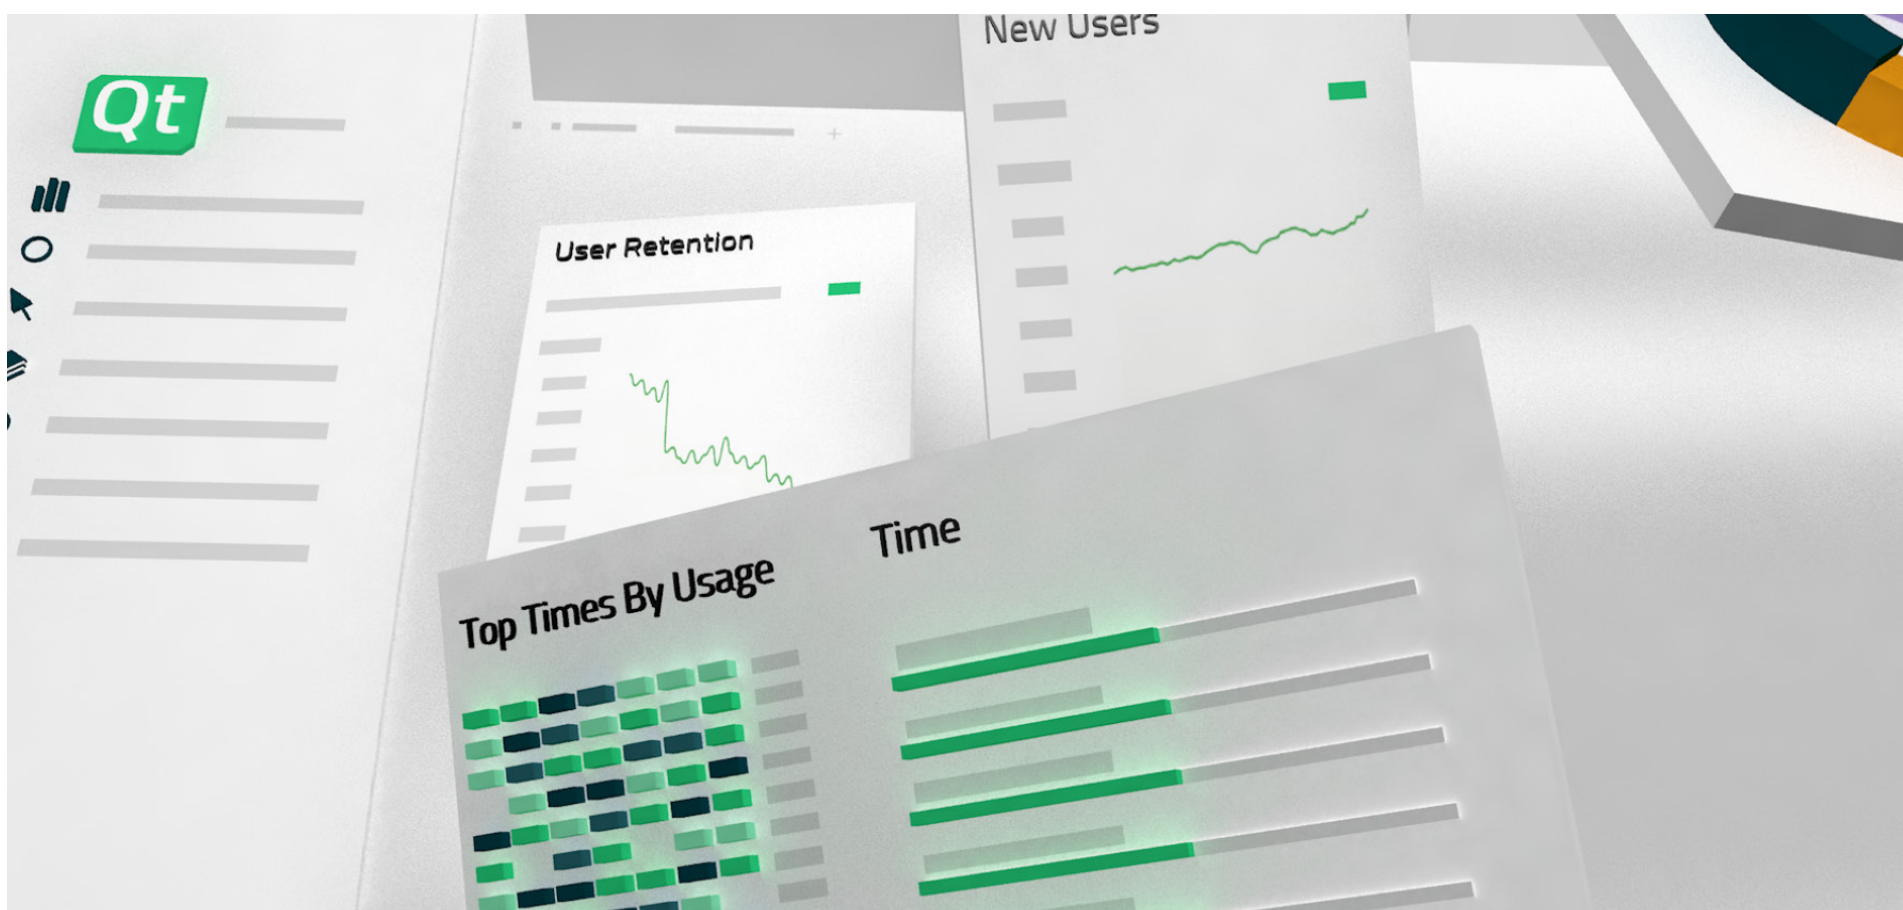 Qt
New Users
User Retention
Time
Top Times By Usage